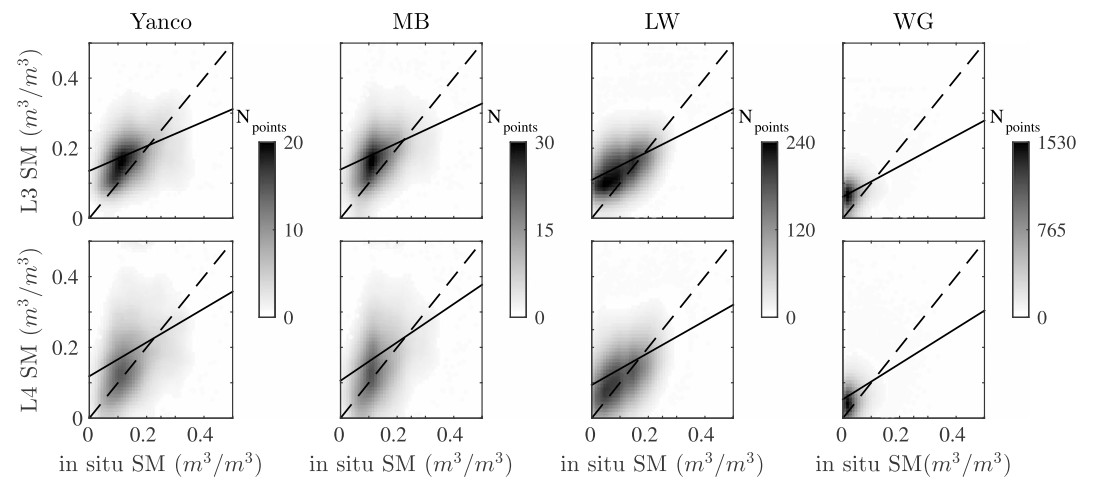 Yanco MB LW WG
L3 SM (m³/m³)
0.4
0.2
0
N points
20
10
0
N points
30
15
0
N points
240
120
0
N points
1530
765
0
L4 SM (m³/m³)
0.4
0.2
0
0 0.2 0.4 0 0.2 0.4 0 0.2 0.4 0 0.2 0.4
in situ SM (m³/m³) in situ SM (m³/m³) in situ SM (m³/m³) in situ SM(m³/m³)